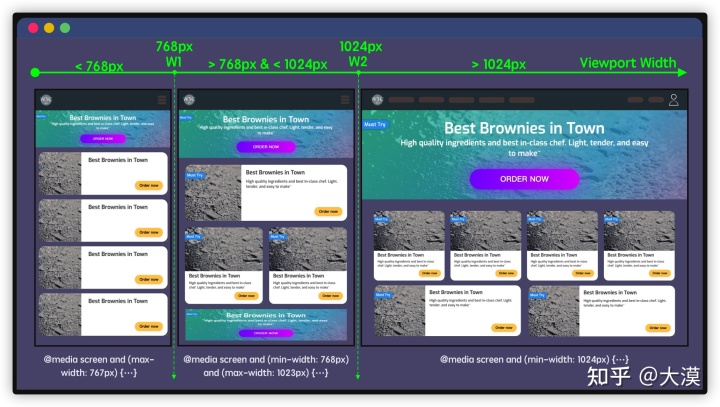 768px
W1
1024px
W2
< 768px
> 768px & < 1024px
> 1024px
Viewport Width
W3C
Must Try
Best Brownies in Town
"High quality ingredients and best in-class chef. Light, tender, and easy
to make"
ORDER NOW
Best Brownies in Town
Order now
Best Brownies in Town
Order now
Best Brownies in Town
Order now
Best Brownies in Town
Order now
Best Brownies in Town
"High quality ingredients and best in-class chef. Light, tender, and easy
to make"
ORDER NOW
Must Try
Best Brownies in Town
High quality ingredients and best in-class chef. Light,
tender, and easy to make"
Order now
Must Try
Best Brownies in Town
High quality ingredients and best in-class
chef. Light, tender, and easy to make"
Order now
Must Try
Best Brownies in Town
High quality ingredients and best in-class
chef. Light, tender, and easy to make"
Order now
Best Brownies in Town
"High quality ingredients and best in-class chef. Light, tender, and easy
to make"
ORDER NOW
Must Try
Best Brownies in Town
"High quality ingredients and best in-class chef. Light, tender, and easy
to make"
ORDER NOW
Must Try
Best Brownies in Town
High quality ingredients and best in-class
chef. Light, tender, and easy to make"
Order now
Must Try
Best Brownies in Town
High quality ingredients and best in-class
chef. Light, tender, and easy to make"
Order now
Must Try
Best Brownies in Town
High quality ingredients and best in-class
chef. Light, tender, and easy to make"
Order now
Must Try
Best Brownies in Town
High quality ingredients and best in-class
chef. Light, tender, and easy to make"
Order now
Must Try
Best Brownies in Town
High quality ingredients and best in-class chef. Light,
tender, and easy to make"
Order now
Must Try
Best Brownies in Town
High quality ingredients and best in-class chef. Light,
tender, and easy to make"
Order now
@media screen and (max-
width: 767px) {…}
@media screen and (min-width: 768px)
and (max-width: 1023px) {…}
@media screen and (min-width: 1024px) {…}
知乎 @大漠